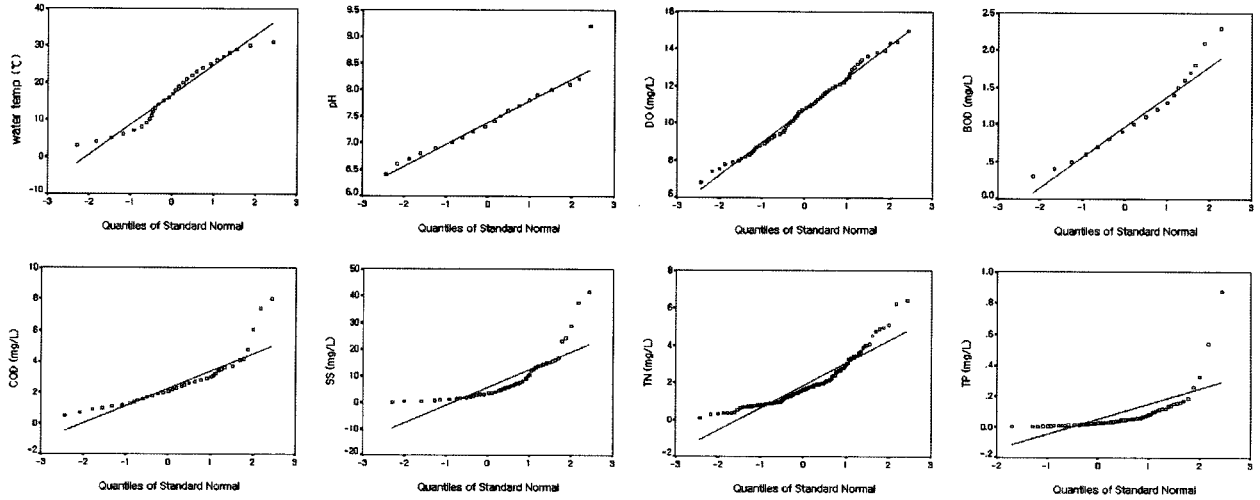 water temp (℃)
40
30
20
10
0
-10
-3 -2 -1 0 1 2 3
Quantiles of Standard Normal
pH
9.5
9.0
8.5
8.0
7.5
7.0
6.5
6.0
-3 -2 -1 0 1 2 3
Quantiles of Standard Normal
DO (mg/L)
16
14
12
10
8
6
-3 -2 -1 0 1 2 3
Quantiles of Standard Normal
BOD (mg/L)
2.5
2.0
1.5
1.0
.5
0.0
-3 -2 -1 0 1 2 3
Quantiles of Standard Normal
COD (mg/L)
10
8
6
4
2
0
-2
-3 -2 -1 0 1 2 3
Quantiles of Standard Normal
SS (mg/L)
50
40
30
20
10
0
-10
-20
-3 -2 -1 0 1 2 3
Quantiles of Standard Normal
TN (mg/L)
8
6
4
2
0
-2
-3 -2 -1 0 1 2 3
Quantiles of Standard Normal
TP (mg/L)
1.0
.8
.6
.4
.2
0.0
-.2
-2 -1 0 1 2 3
Quantiles of Standard Normal